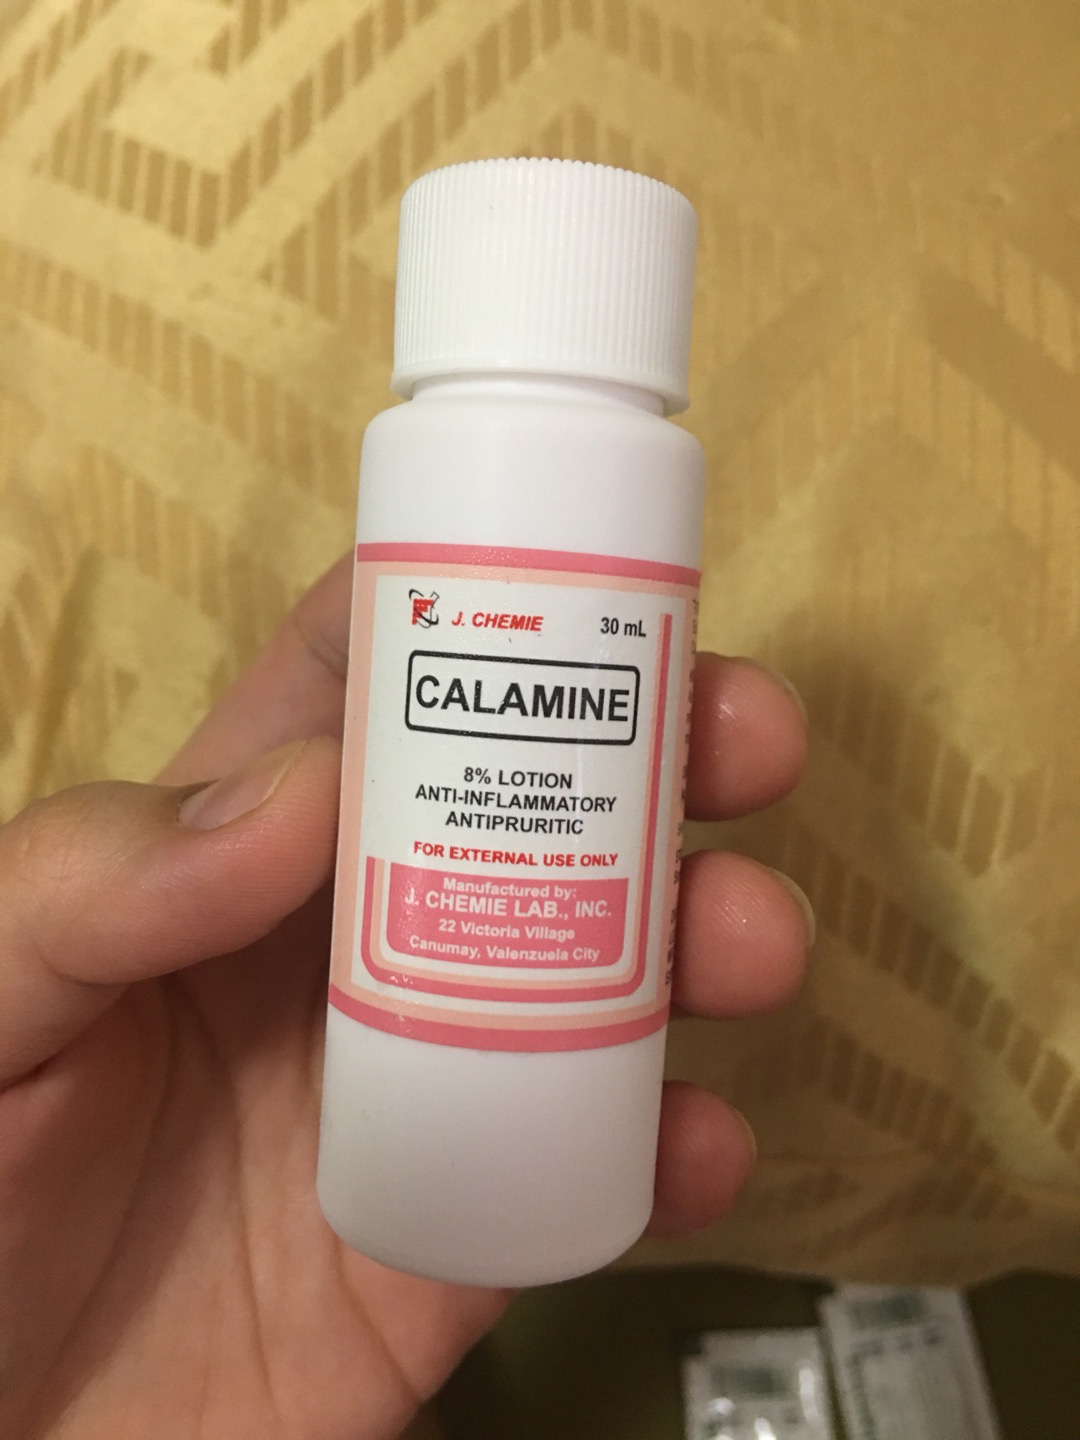 J. CHEMIE
30 mL
CALAMINE
8% LOTION
ANTI-INFLAMMATORY
ANTIPRURITIC
FOR EXTERNAL USE ONLY
Manufactured by:
J. CHEMIE LAB., INC.
22 Victoria Village
Canumay, Valenzuela City